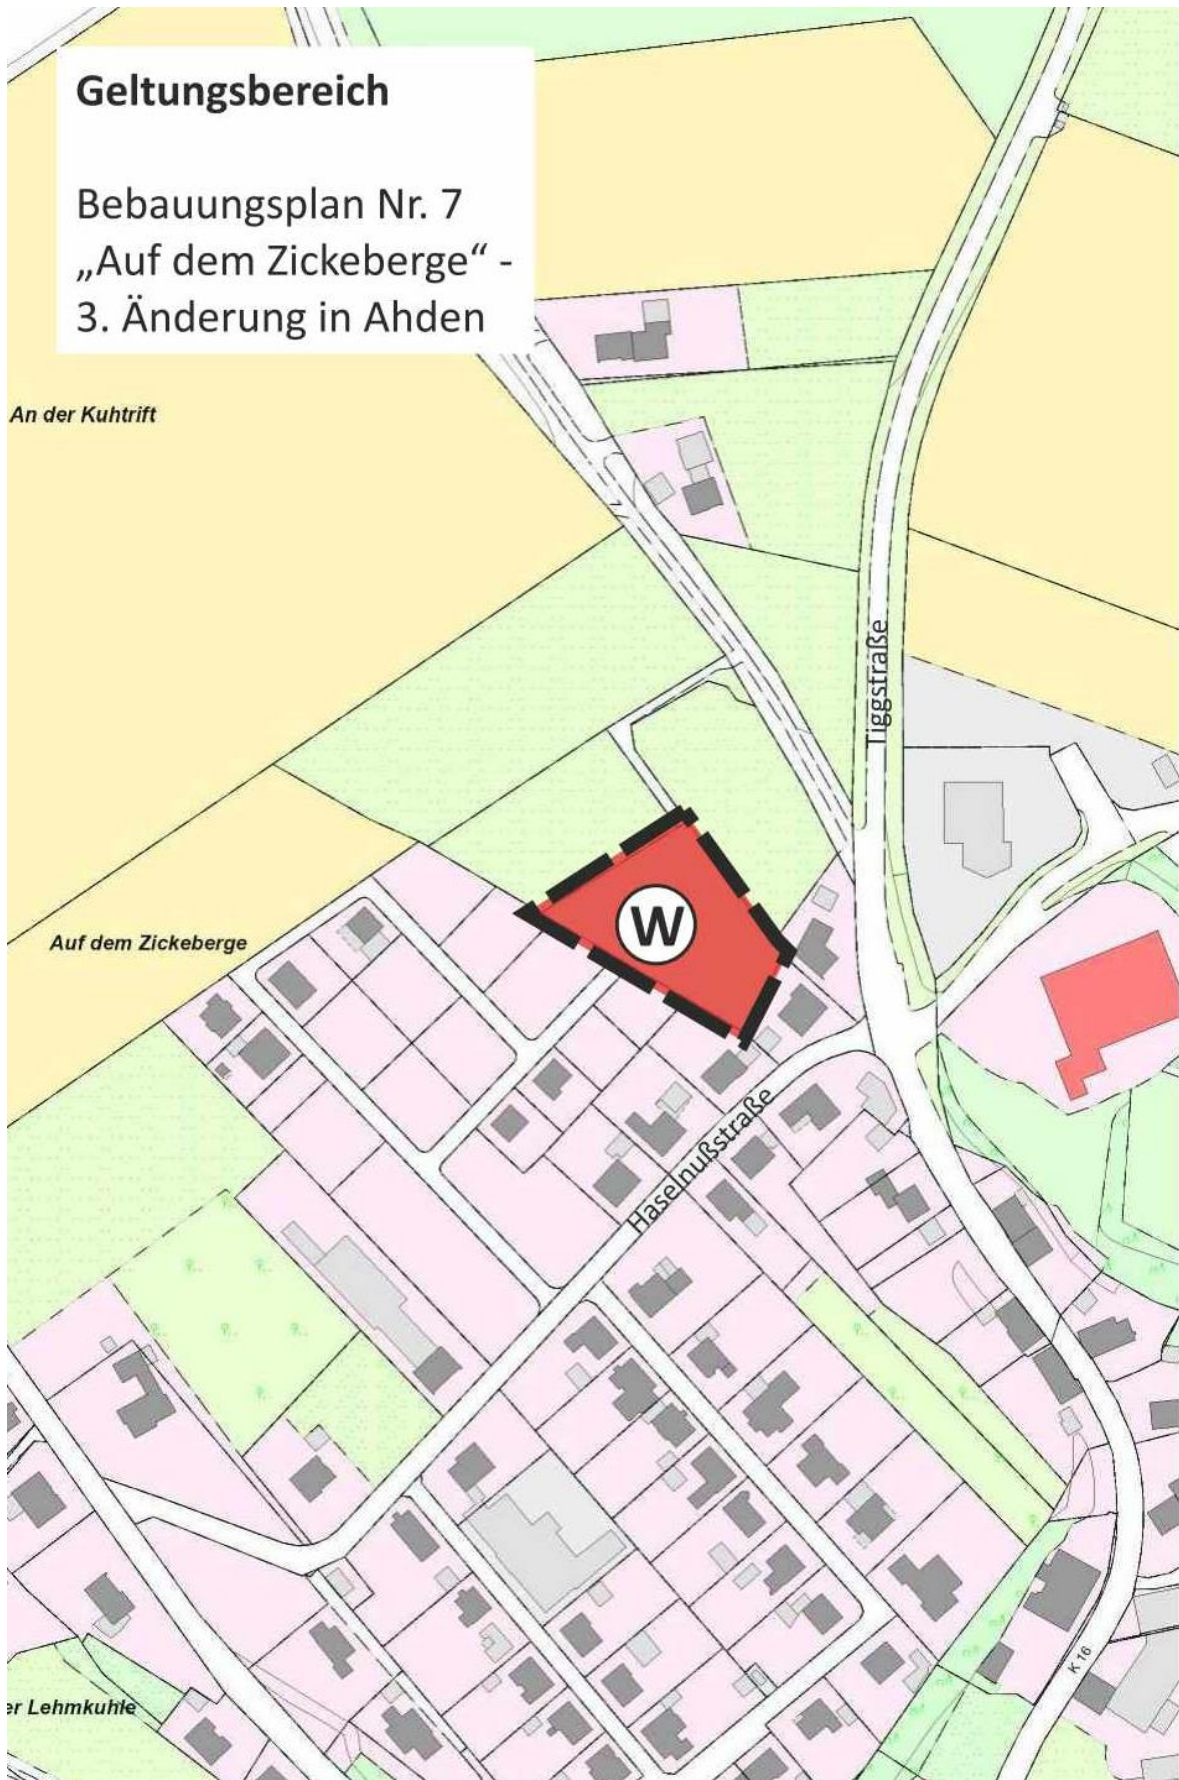 Geltungsbereich
Bebauungsplan Nr. 7
„Auf dem Zickeberge“ -
3. Änderung in Ahden
An der Kuhtrift
Tiggstraße
W
Auf dem Zickeberge
Haselnußstraße
K 16
er Lehmkuhle